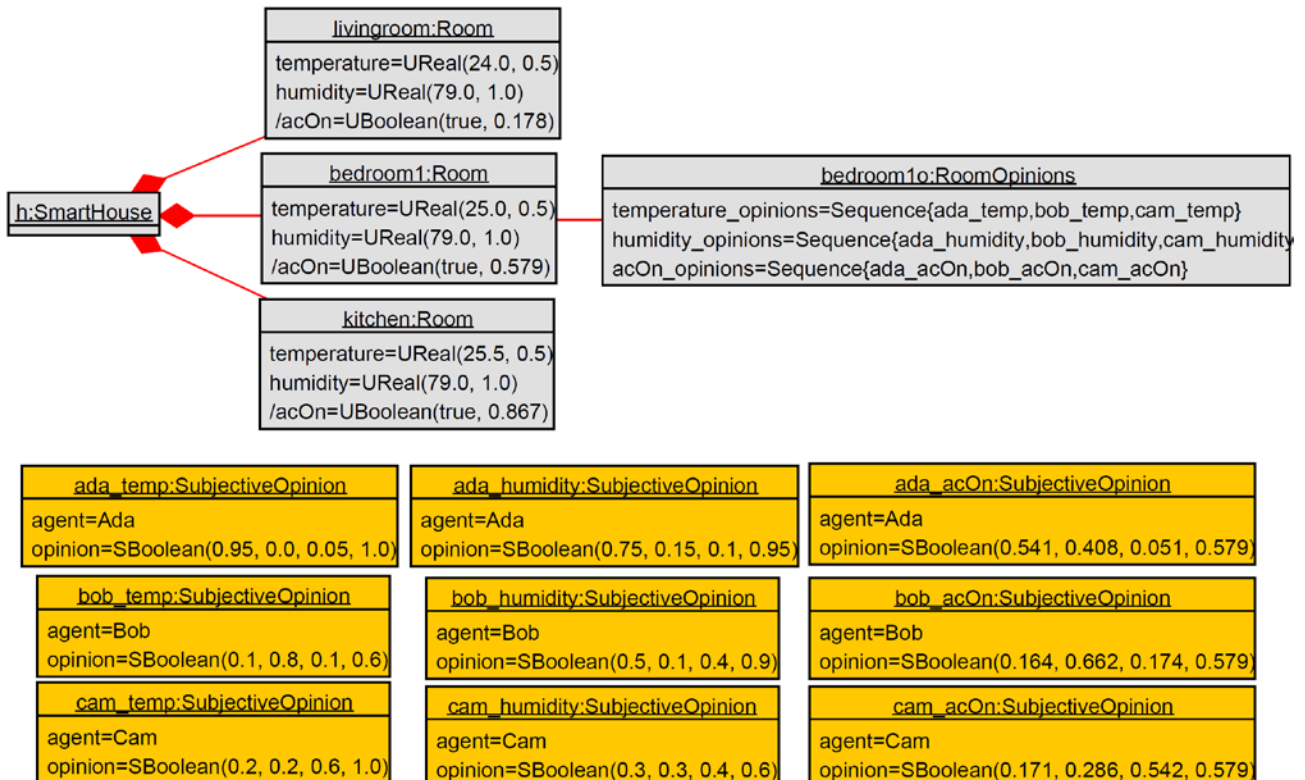 livingroom:Room
temperature=UReal(24.0, 0.5)
humidity=UReal(79.0, 1.0)
/acOn=UBoolean(true, 0.178)
h:SmartHouse
bedroom1:Room
temperature=UReal(25.0, 0.5)
humidity=UReal(79.0, 1.0)
/acOn=UBoolean(true, 0.579)
bedroom1o:RoomOpinions
temperature_opinions=Sequence{ada_temp,bob_temp,cam_temp}
humidity_opinions=Sequence{ada_humidity,bob_humidity,cam_humidity
acOn_opinions=Sequence{ada_acOn,bob_acOn,cam_acOn}
kitchen:Room
temperature=UReal(25.5, 0.5)
humidity=UReal(79.0, 1.0)
/acOn=UBoolean(true, 0.867)
ada_temp:SubjectiveOpinion
agent=Ada
opinion=SBoolean(0.95, 0.0, 0.05, 1.0)
ada_humidity:SubjectiveOpinion
agent=Ada
opinion=SBoolean(0.75, 0.15, 0.1, 0.95)
ada_acOn:SubjectiveOpinion
agent=Ada
opinion=SBoolean(0.541, 0.408, 0.051, 0.579)
bob_temp:SubjectiveOpinion
agent=Bob
opinion=SBoolean(0.1, 0.8, 0.1, 0.6)
bob_humidity:SubjectiveOpinion
agent=Bob
opinion=SBoolean(0.5, 0.1, 0.4, 0.9)
bob_acOn:SubjectiveOpinion
agent=Bob
opinion=SBoolean(0.164, 0.662, 0.174, 0.579)
cam_temp:SubjectiveOpinion
agent=Cam
opinion=SBoolean(0.2, 0.2, 0.6, 1.0)
cam_humidity:SubjectiveOpinion
agent=Cam
opinion=SBoolean(0.3, 0.3, 0.4, 0.6)
cam_acOn:SubjectiveOpinion
agent=Cam
opinion=SBoolean(0.171, 0.286, 0.542, 0.579)